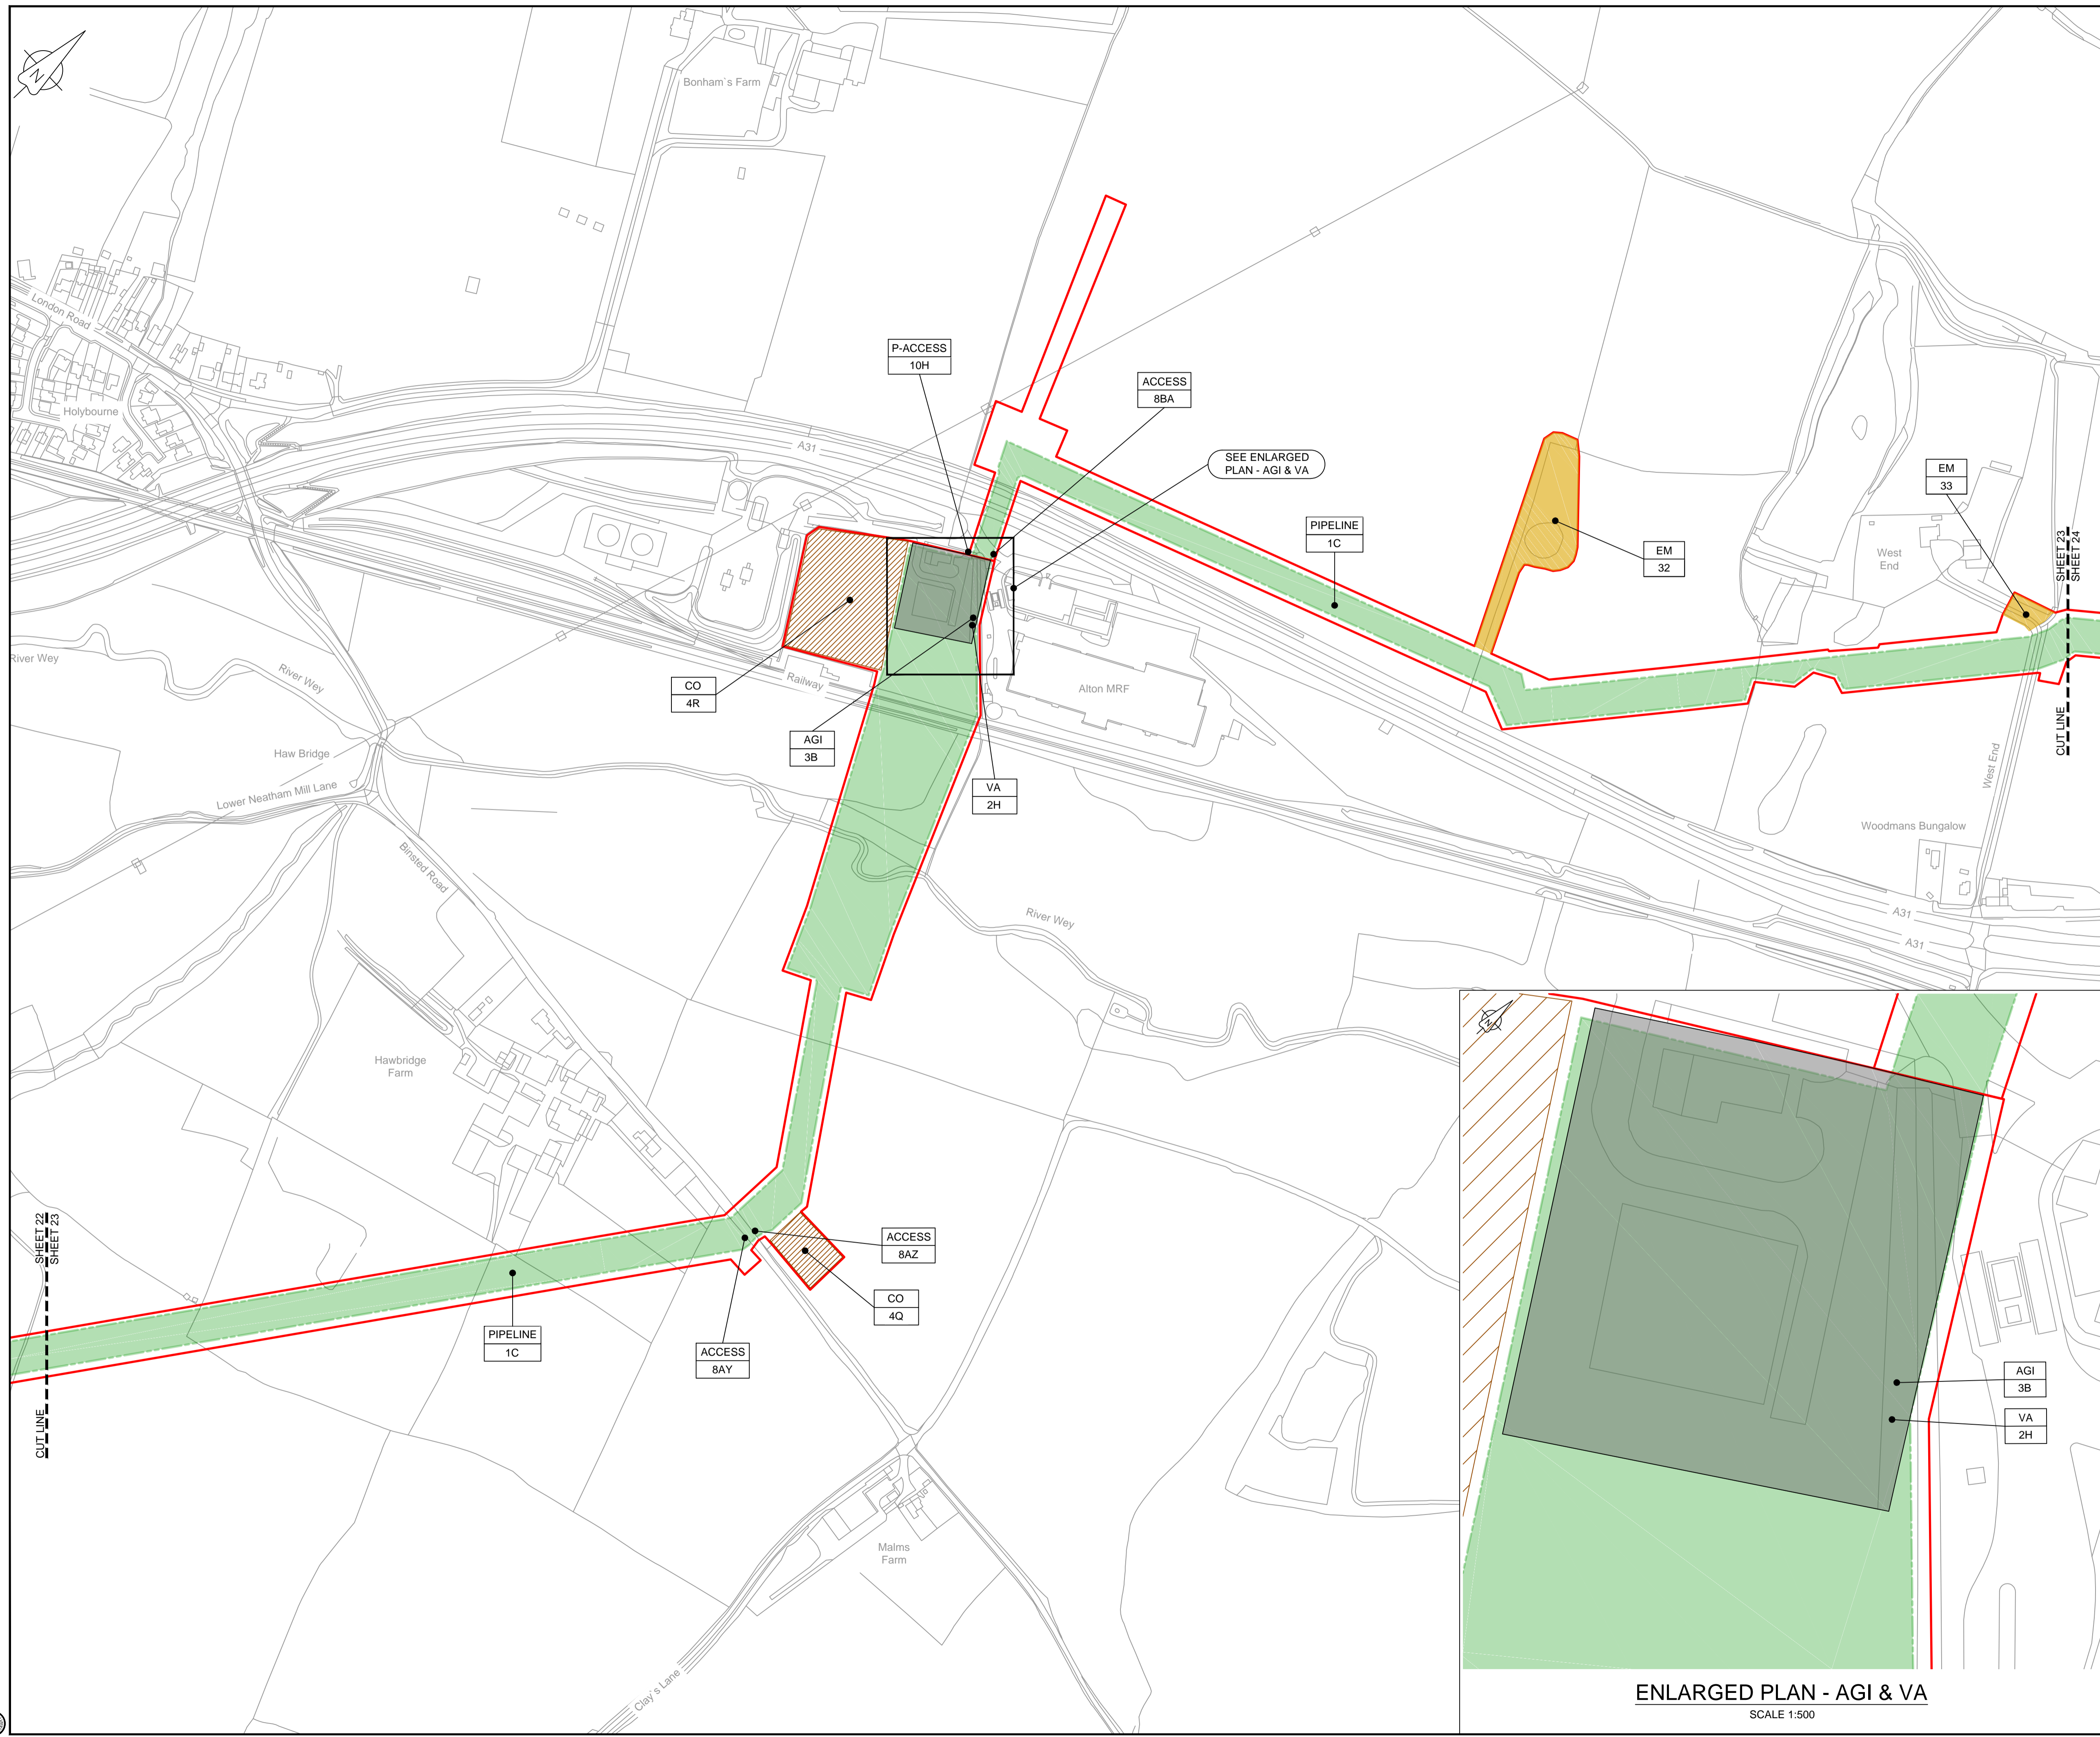 N
Bonham`s Farm
London Road
Holybourne
P-ACCESS
10H
ACCESS
8BA
A31
SEE ENLARGED
PLAN - AGI & VA
PIPELINE
1C
EM
32
EM
33
West
End
SHEET 23
SHEET 24
CUT LINE
River Wey
River Wey
Railway
CO
4R
Alton MRF
AGI
3B
VA
2H
Haw Bridge
Lower Neatham Mill Lane
Binsted Road
West End
Woodmans Bungalow
A31
A31
River Wey
Hawbridge
Farm
SHEET 22
SHEET 23
CUT LINE
ACCESS
8AZ
CO
4Q
PIPELINE
1C
ACCESS
8AY
Malms
Farm
Clay`s Lane
N
AGI
3B
VA
2H
ENLARGED PLAN - AGI & VA
SCALE 1:500